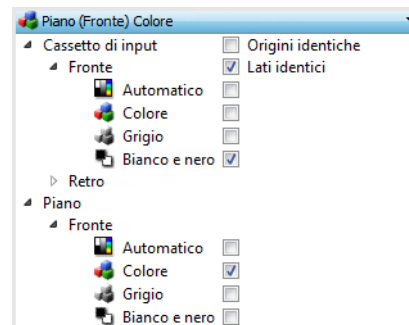 Piano (Fronte) Colore
Cassetto di input Origini identiche
Fronte Lati identici
Automatico
Colore
Grigio
Bianco e nero
Retro
Piano
Fronte
Automatico
Colore
Grigio
Bianco e nero